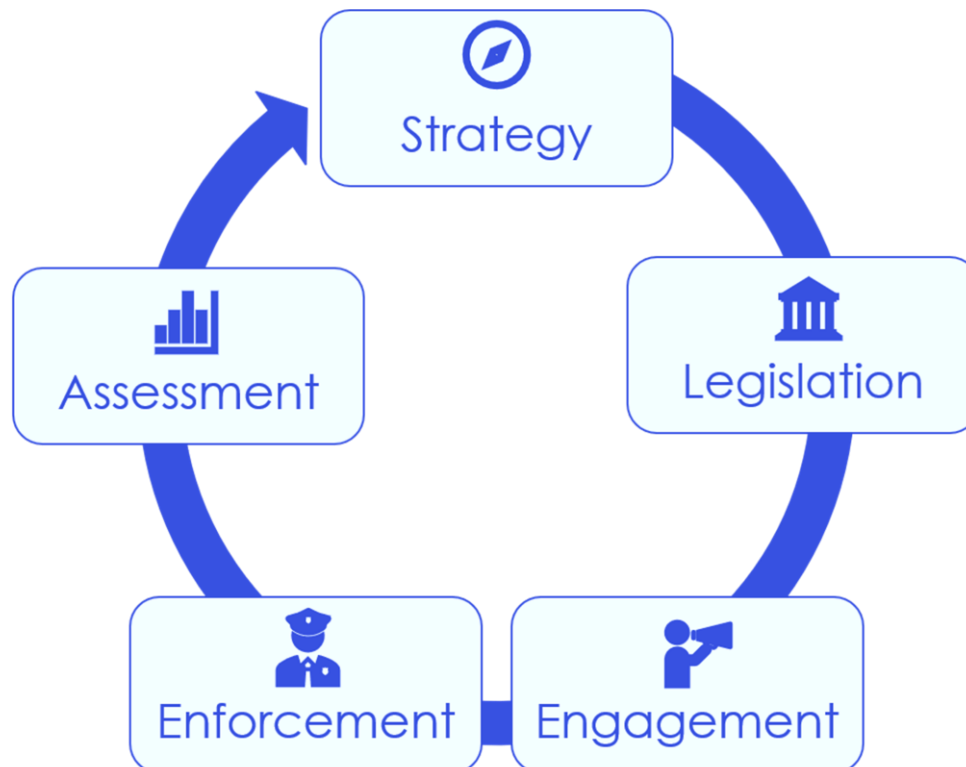 Strategy
Legislation
Engagement
Enforcement
Assessment